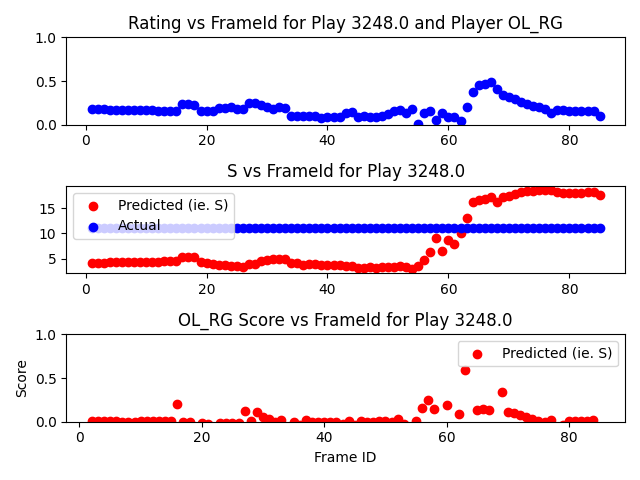 Rating vs FrameId for Play 3248.0 and Player OL_RG
1.0
0.5
0.0
0 20 40 60 80
S vs FrameId for Play 3248.0
15
10
5
Predicted (ie. S)
Actual
0 20 40 60 80
OL_RG Score vs FrameId for Play 3248.0
1.0
0.5
0.0
Score
Predicted (ie. S)
0 20 40 60 80
Frame ID